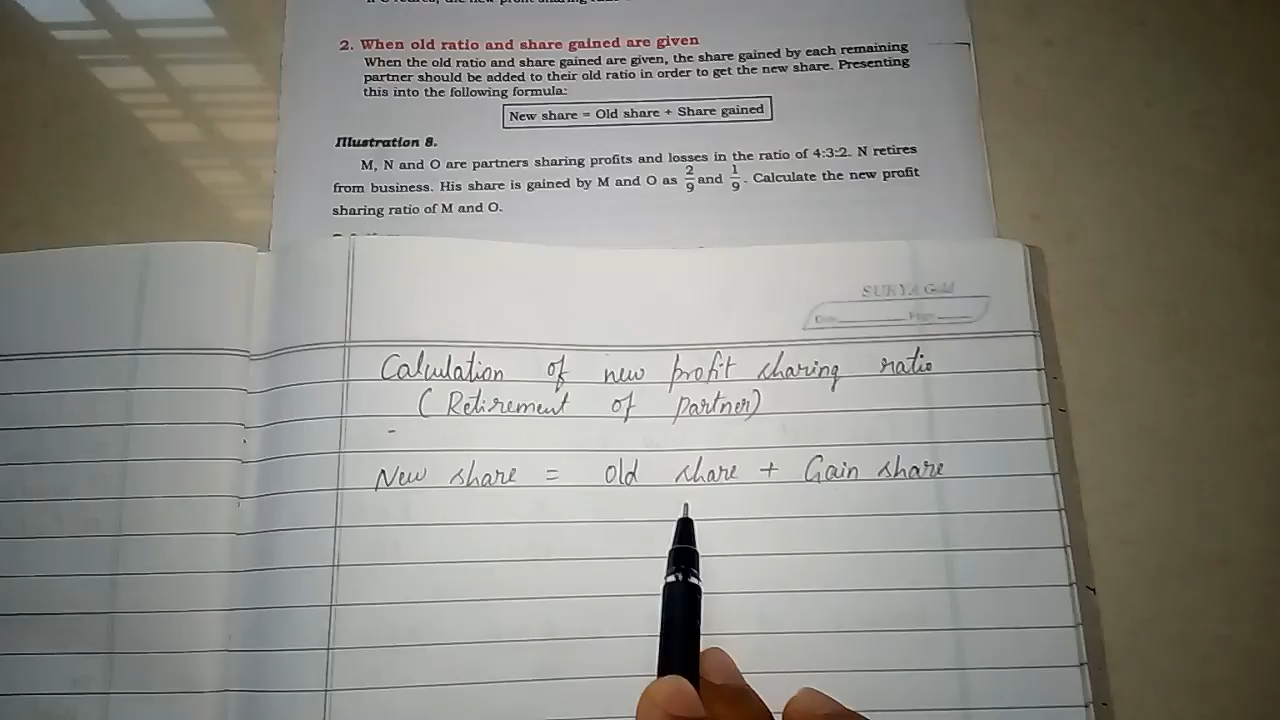 2. When old ratio and share gained are given
When the old ratio and share gained are given, the share gained by each remaining
partner should be added to their old ratio in order to get the new share. Presenting
this into the following formula:
New share = Old share + Share gained
Illustration 8.
M, N and O are partners sharing profits and losses in the ratio of 4:3:2. N retires
from business. His share is gained by M and O as 2/9 and 1/9. Calculate the new profit
sharing ratio of M and O.
SURYA Gold
Date Page
Calculation of new profit sharing ratio
(Retirement of partner)
New share = Old share + Gain share